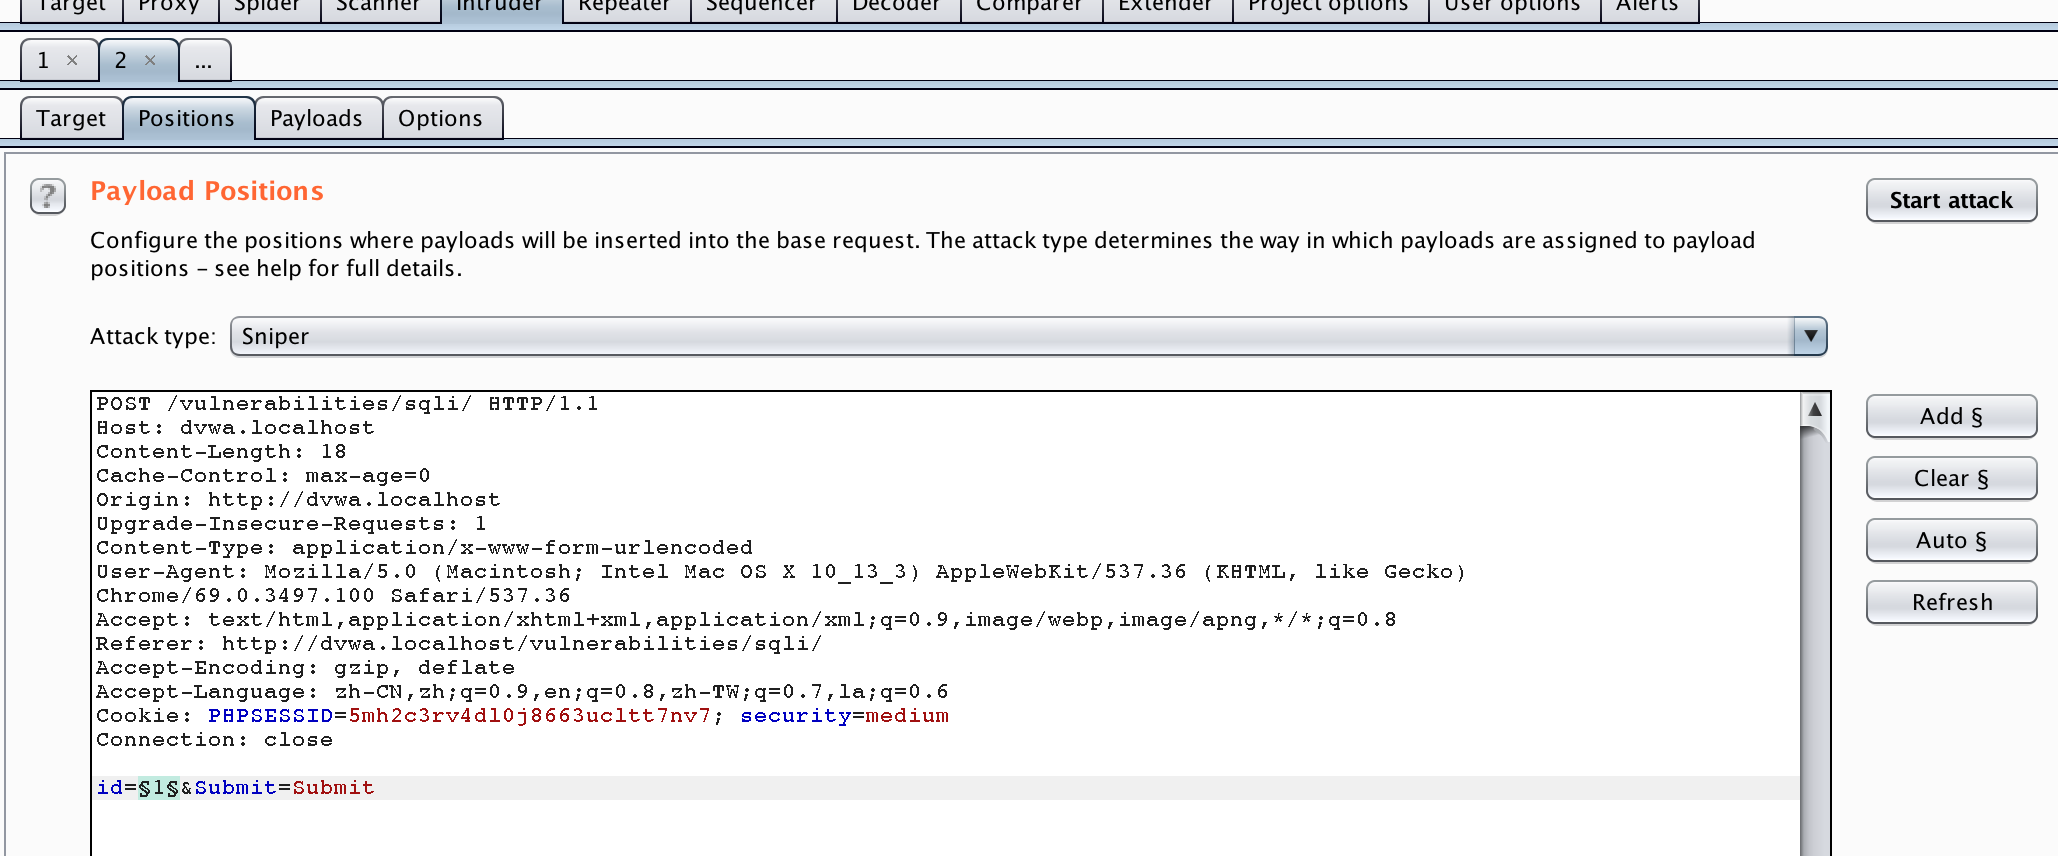 Target Proxy Spider Scanner Intruder Repeater Sequencer Decoder Comparer Extender Project options User options Alerts
1 × 2 × ...
Target Positions Payloads Options
? Payload Positions
Start attack
Configure the positions where payloads will be inserted into the base request. The attack type determines the way in which payloads are assigned to payload
positions – see help for full details.
Attack type: Sniper
POST /vulnerabilities/sqli/ HTTP/1.1
Host: dvwa.localhost
Content-Length: 18
Cache-Control: max-age=0
Origin: http://dvwa.localhost
Upgrade-Insecure-Requests: 1
Content-Type: application/x-www-form-urlencoded
User-Agent: Mozilla/5.0 (Macintosh; Intel Mac OS X 10_13_3) AppleWebKit/537.36 (KHTML, like Gecko)
Chrome/69.0.3497.100 Safari/537.36
Accept: text/html,application/xhtml+xml,application/xml;q=0.9,image/webp,image/apng,*/*;q=0.8
Referer: http://dvwa.localhost/vulnerabilities/sqli/
Accept-Encoding: gzip, deflate
Accept-Language: zh-CN,zh;q=0.9,en;q=0.8,zh-TW;q=0.7,la;q=0.6
Cookie: PHPSESSID=5mh2c3rv4dl0j8663ucltt7nv7; security=medium
Connection: close
id=§1§&Submit=Submit
Add §
Clear §
Auto §
Refresh